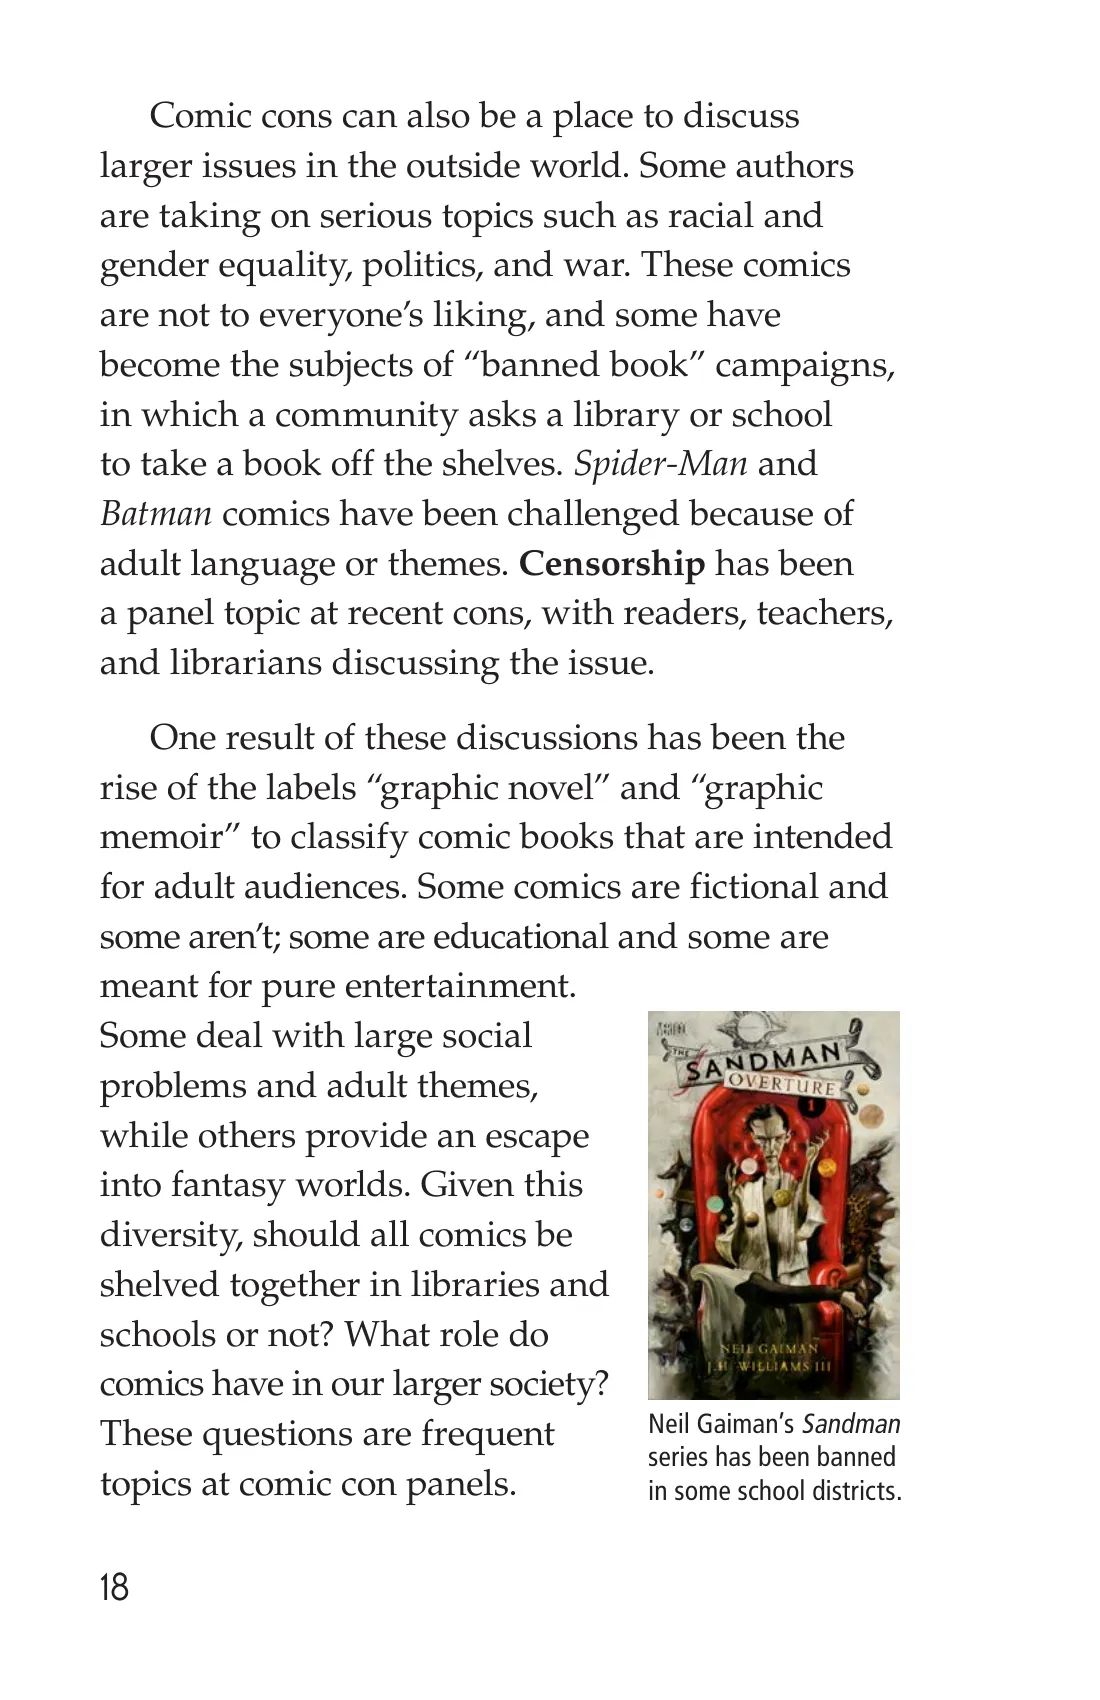 Comic cons can also be a place to discuss
larger issues in the outside world. Some authors
are taking on serious topics such as racial and
gender equality, politics, and war. These comics
are not to everyone’s liking, and some have
become the subjects of “banned book” campaigns,
in which a community asks a library or school
to take a book off the shelves. Spider-Man and
Batman comics have been challenged because of
adult language or themes. Censorship has been
a panel topic at recent cons, with readers, teachers,
and librarians discussing the issue.
One result of these discussions has been the
rise of the labels “graphic novel” and “graphic
memoir” to classify comic books that are intended
for adult audiences. Some comics are fictional and
some aren’t; some are educational and some are
meant for pure entertainment.
Some deal with large social
problems and adult themes,
while others provide an escape
into fantasy worlds. Given this
diversity, should all comics be
shelved together in libraries and
schools or not? What role do
comics have in our larger society?
These questions are frequent
topics at comic con panels.
VERTIGO
THE
SANDMAN
OVERTURE
1
NEIL GAIMAN
J.H. WILLIAMS III
Neil Gaiman’s Sandman
series has been banned
in some school districts.
18